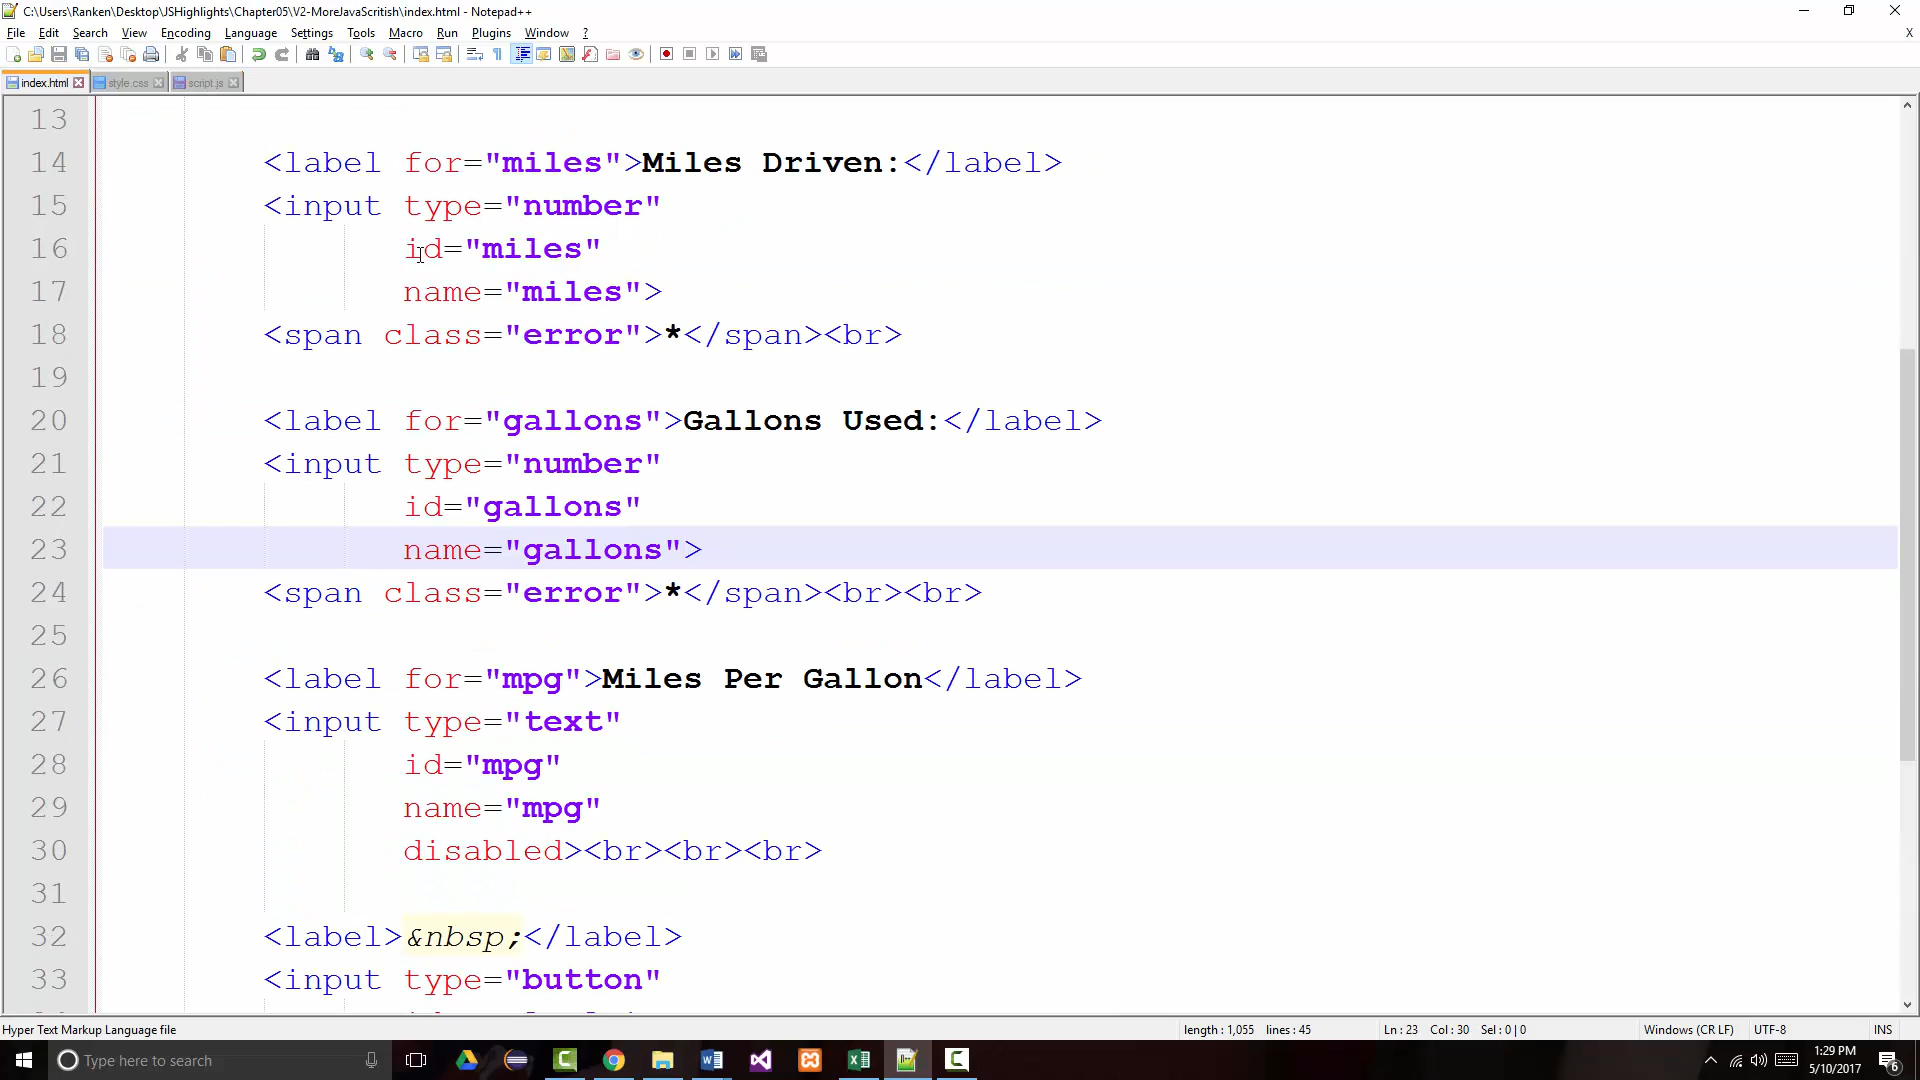 C:\Users\Ranken\Desktop\JSHighlights\Chapter05\V2-MoreJavaScritish\index.html - Notepad++
File Edit Search View Encoding Language Settings Tools Macro Run Plugins Window ? X
index.html style.css script.js
13
14 <label for="miles">Miles Driven:</label>
15 <input type="number"
16 id="miles"
17 name="miles">
18 <span class="error">*</span><br>
19
20 <label for="gallons">Gallons Used:</label>
21 <input type="number"
22 id="gallons"
23 name="gallons">
24 <span class="error">*</span><br><br>
25
26 <label for="mpg">Miles Per Gallon</label>
27 <input type="text"
28 id="mpg"
29 name="mpg"
30 disabled><br><br><br>
31
32 <label>&nbsp;</label>
33 <input type="button"
Hyper Text Markup Language file length : 1,055 lines : 45 Ln : 23 Col : 30 Sel : 0 | 0 Windows (CR LF) UTF-8 INS
Type here to search
1:29 PM
5/10/2017
6